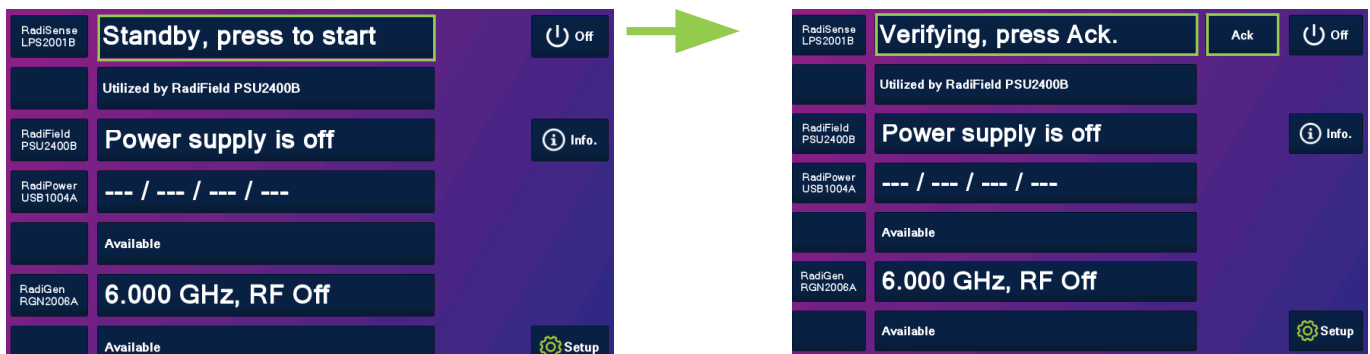 RadiSense
LPS2001B
Standby, press to start
Off
Utilized by RadiField PSU2400B
RadiField
PSU2400B
Power supply is off
Info.
RadiPower
USB1004A
--- / --- / --- / ---
Available
RadiGen
RGN2006A
6.000 GHz, RF Off
Available
Setup
RadiSense
LPS2001B
Verifying, press Ack.
Ack
Off
Utilized by RadiField PSU2400B
RadiField
PSU2400B
Power supply is off
Info.
RadiPower
USB1004A
--- / --- / --- / ---
Available
RadiGen
RGN2006A
6.000 GHz, RF Off
Available
Setup